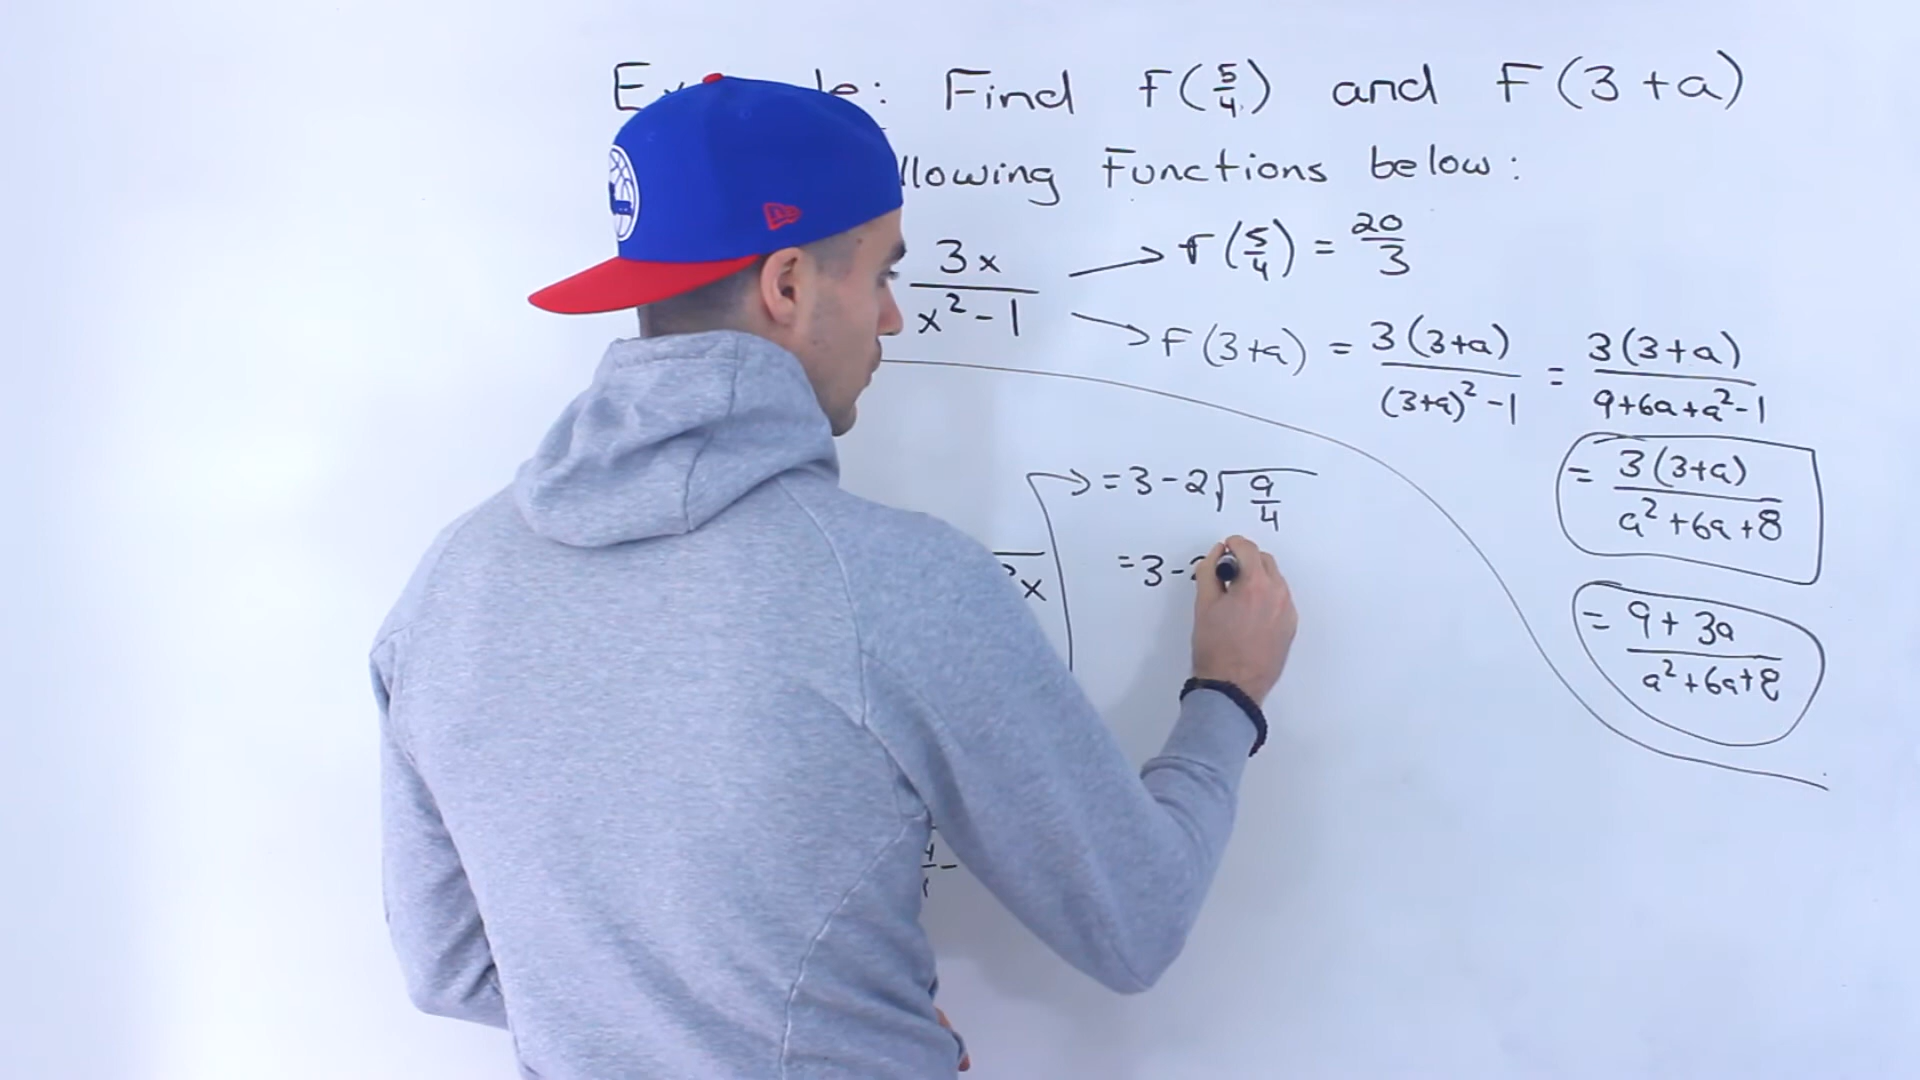 : Find F(5/4) and F(3+a)
Functions below:
3x/(x²-1) → f(5/4) = 20/3
→ F(3+a) = 3(3+a)/((3+a)²-1) = 3(3+a)/(9+6a+a²-1)
= 3(3+a)/(a²+6a+8)
= (9+3a)/(a²+6a+8)
→ = 3-2√(9/4)
= 3-
x